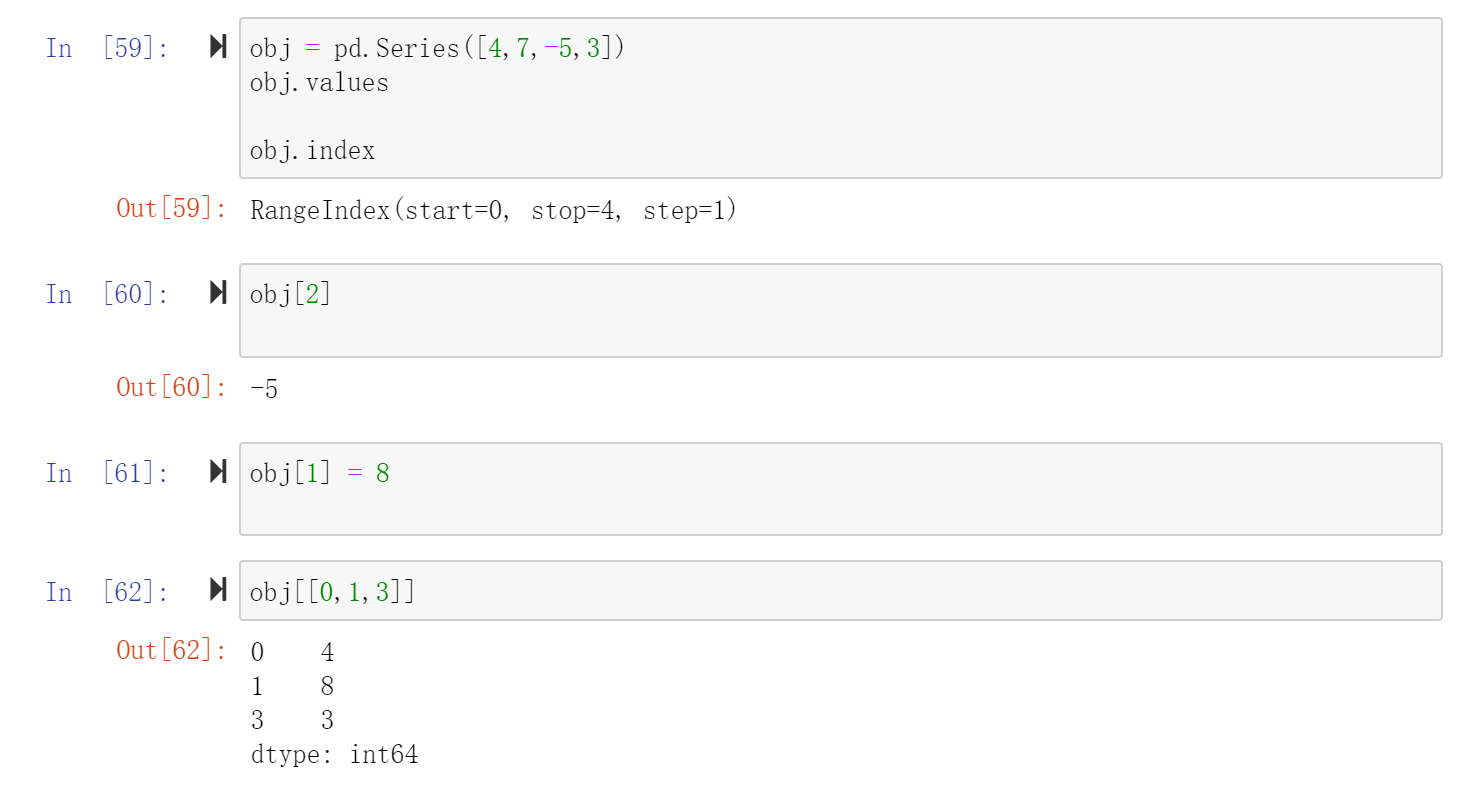 In [59]: obj = pd.Series([4,7,-5,3])
obj.values
obj.index
Out[59]: RangeIndex(start=0, stop=4, step=1)
In [60]: obj[2]
Out[60]: -5
In [61]: obj[1] = 8
In [62]: obj[[0,1,3]]
Out[62]: 0 4
1 8
3 3
dtype: int64